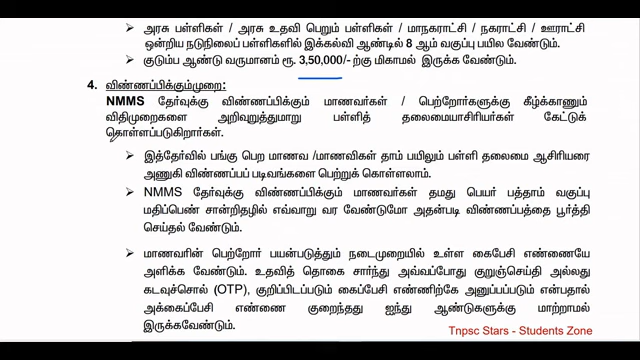 ➢ அரசு பள்ளிகள் / அரசு உதவி பெறும் பள்ளிகள் / மாநகராட்சி / நகராட்சி / ஊராட்சி
ஒன்றிய நடுநிலைப் பள்ளிகளில் இக்கல்வி ஆண்டில் 8 ஆம் வகுப்பு பயில வேண்டும்.
➢ குடும்ப ஆண்டு வருமானம் ரூ. 3,50,000/- ற்கு மிகாமல் இருக்க வேண்டும்.
4. விண்ணப்பிக்கும்முறை:
NMMS தேர்வுக்கு விண்ணப்பிக்கும் மாணவர்கள் / பெற்றோர்களுக்கு கீழ்க்காணும்
விதிமுறைகளை அறிவுறுத்துமாறு பள்ளித் தலைமையாசிரியர்கள் கேட்டுக்
கொள்ளப்படுகிறார்கள்.
➢ இத்தேர்வில் பங்கு பெற மாணவ /மாணவிகள் தாம் பயிலும் பள்ளி தலைமை ஆசிரியரை
அணுகி விண்ணப்பப் படிவங்களை பெற்றுக் கொள்ளலாம்.
➢ NMMS தேர்வுக்கு விண்ணப்பிக்கும் மாணவர்கள் தமது பெயர் பத்தாம் வகுப்பு
மதிப்பெண் சான்றிதழில் எவ்வாறு வர வேண்டுமோ அதன்படி விண்ணப்பத்தை பூர்த்தி
செய்தல் வேண்டும்.
➢ மாணவரின் பெற்றோர் பயன்படுத்தும் நடைமுறையில் உள்ள கைபேசி எண்ணையே
அளிக்க வேண்டும். உதவித் தொகை சார்ந்து அவ்வப்போது குறுஞ்செய்தி அல்லது
கடவுச்சொல் (OTP), குறிப்பிடப்படும் கைப்பேசி எண்ணிற்கே அனுப்பப்படும் என்பதால்
அக்கைப்பேசி எண்ணை குறைந்தது ஐந்து ஆண்டுகளுக்கு மாற்றாமல்
இருக்கவேண்டும்.
Tnpsc Stars - Students Zone